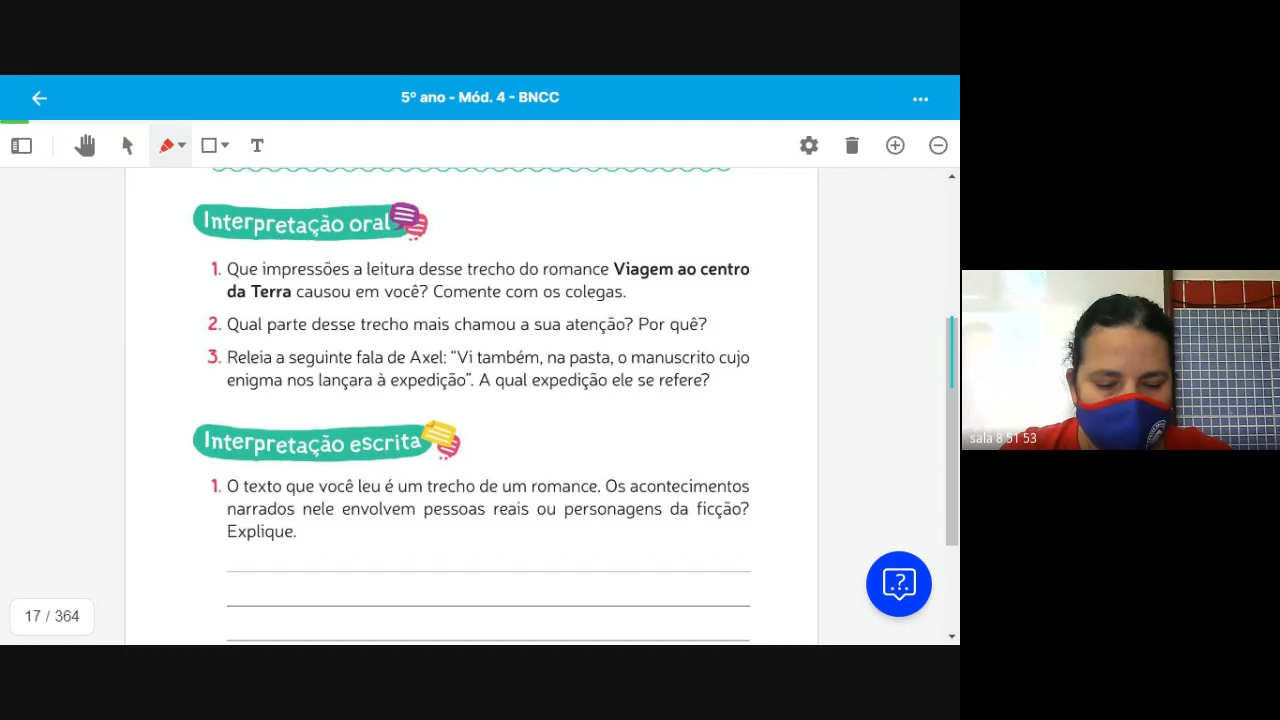 5º ano - Mód. 4 - BNCC
T
Interpretação oral
1. Que impressões a leitura desse trecho do romance Viagem ao centro
da Terra causou em você? Comente com os colegas.
2. Qual parte desse trecho mais chamou a sua atenção? Por quê?
3. Releia a seguinte fala de Axel: “Vi também, na pasta, o manuscrito cujo
enigma nos lançara à expedição”. A qual expedição ele se refere?
Interpretação escrita
1. O texto que você leu é um trecho de um romance. Os acontecimentos
narrados nele envolvem pessoas reais ou personagens da ficção?
Explique.
17 / 364
sala 8 51 53